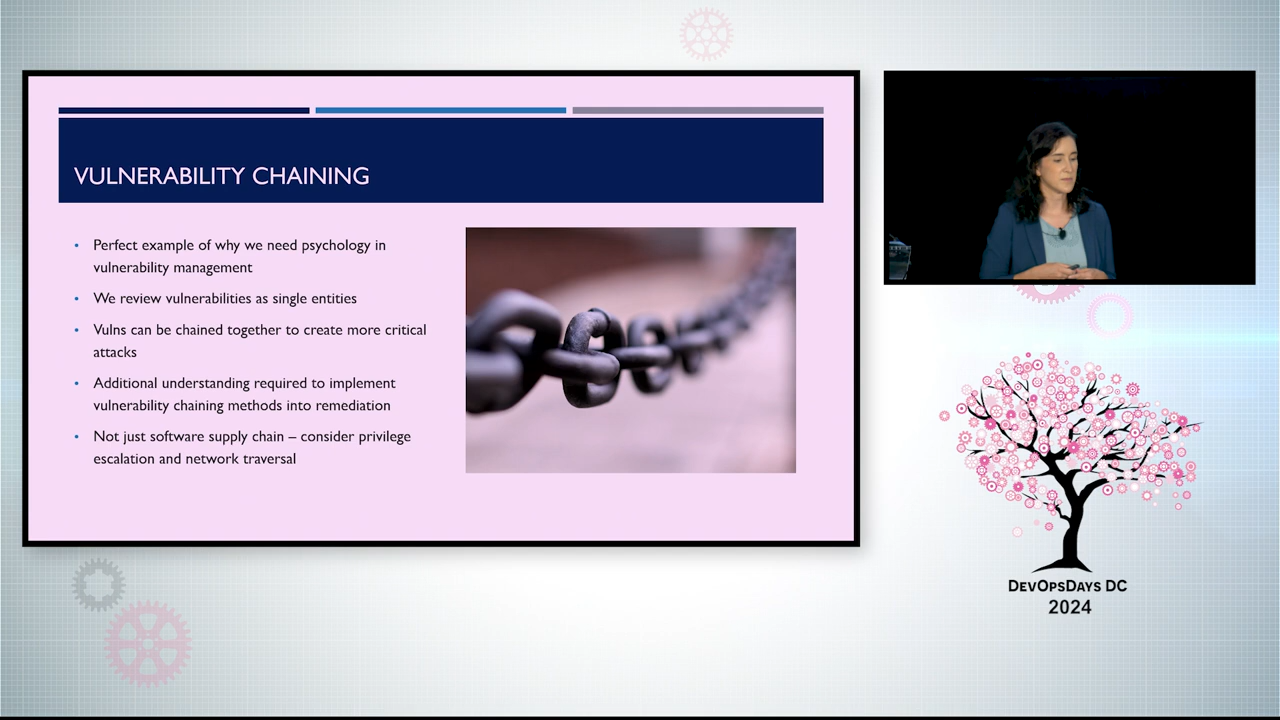 VULNERABILITY CHAINING
• Perfect example of why we need psychology in
vulnerability management
• We review vulnerabilities as single entities
• Vulns can be chained together to create more critical
attacks
• Additional understanding required to implement
vulnerability chaining methods into remediation
• Not just software supply chain – consider privilege
escalation and network traversal
DEVOPSDAYS DC
2024